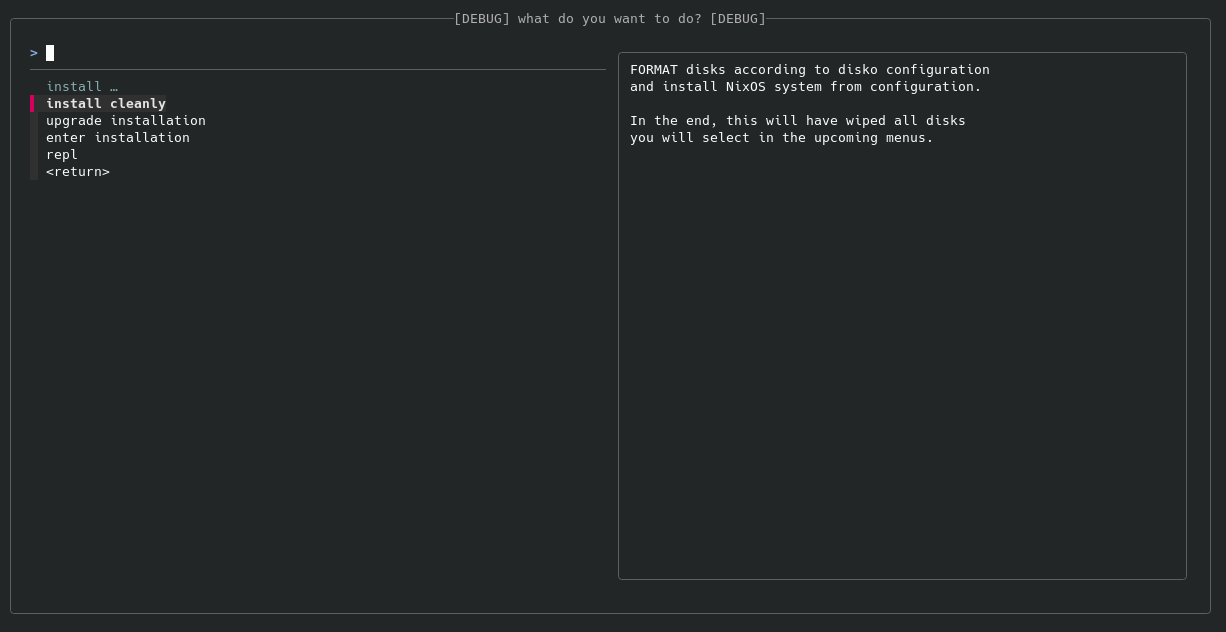 [DEBUG] what do you want to do? [DEBUG]
>
install …
install cleanly
upgrade installation
enter installation
repl
<return>
FORMAT disks according to disko configuration
and install NixOS system from configuration.
In the end, this will have wiped all disks
you will select in the upcoming menus.